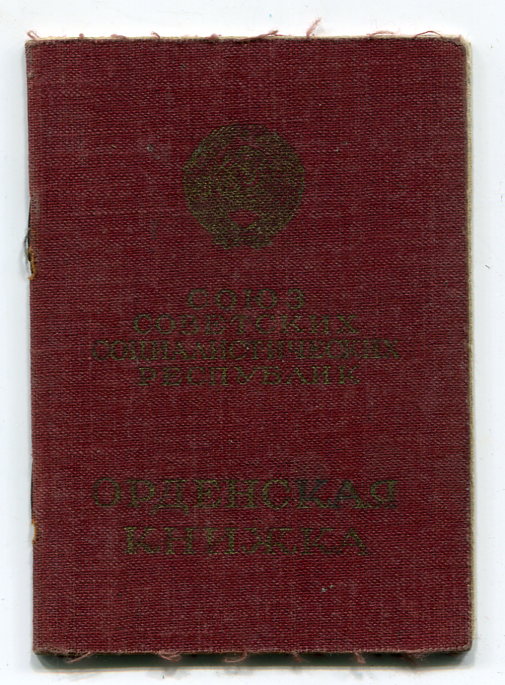 СОЮЗ
СОВЕТСКИХ
СОЦИАЛИСТИЧЕСКИХ
РЕСПУБЛИК
ОРДЕНСКАЯ
КНИЖКА